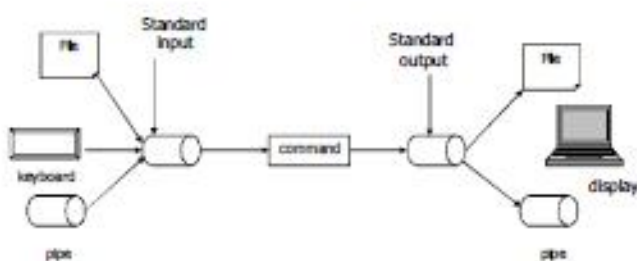 File
Standard
input
Standard
output
File
command
keyboard
display
pipe
pipe